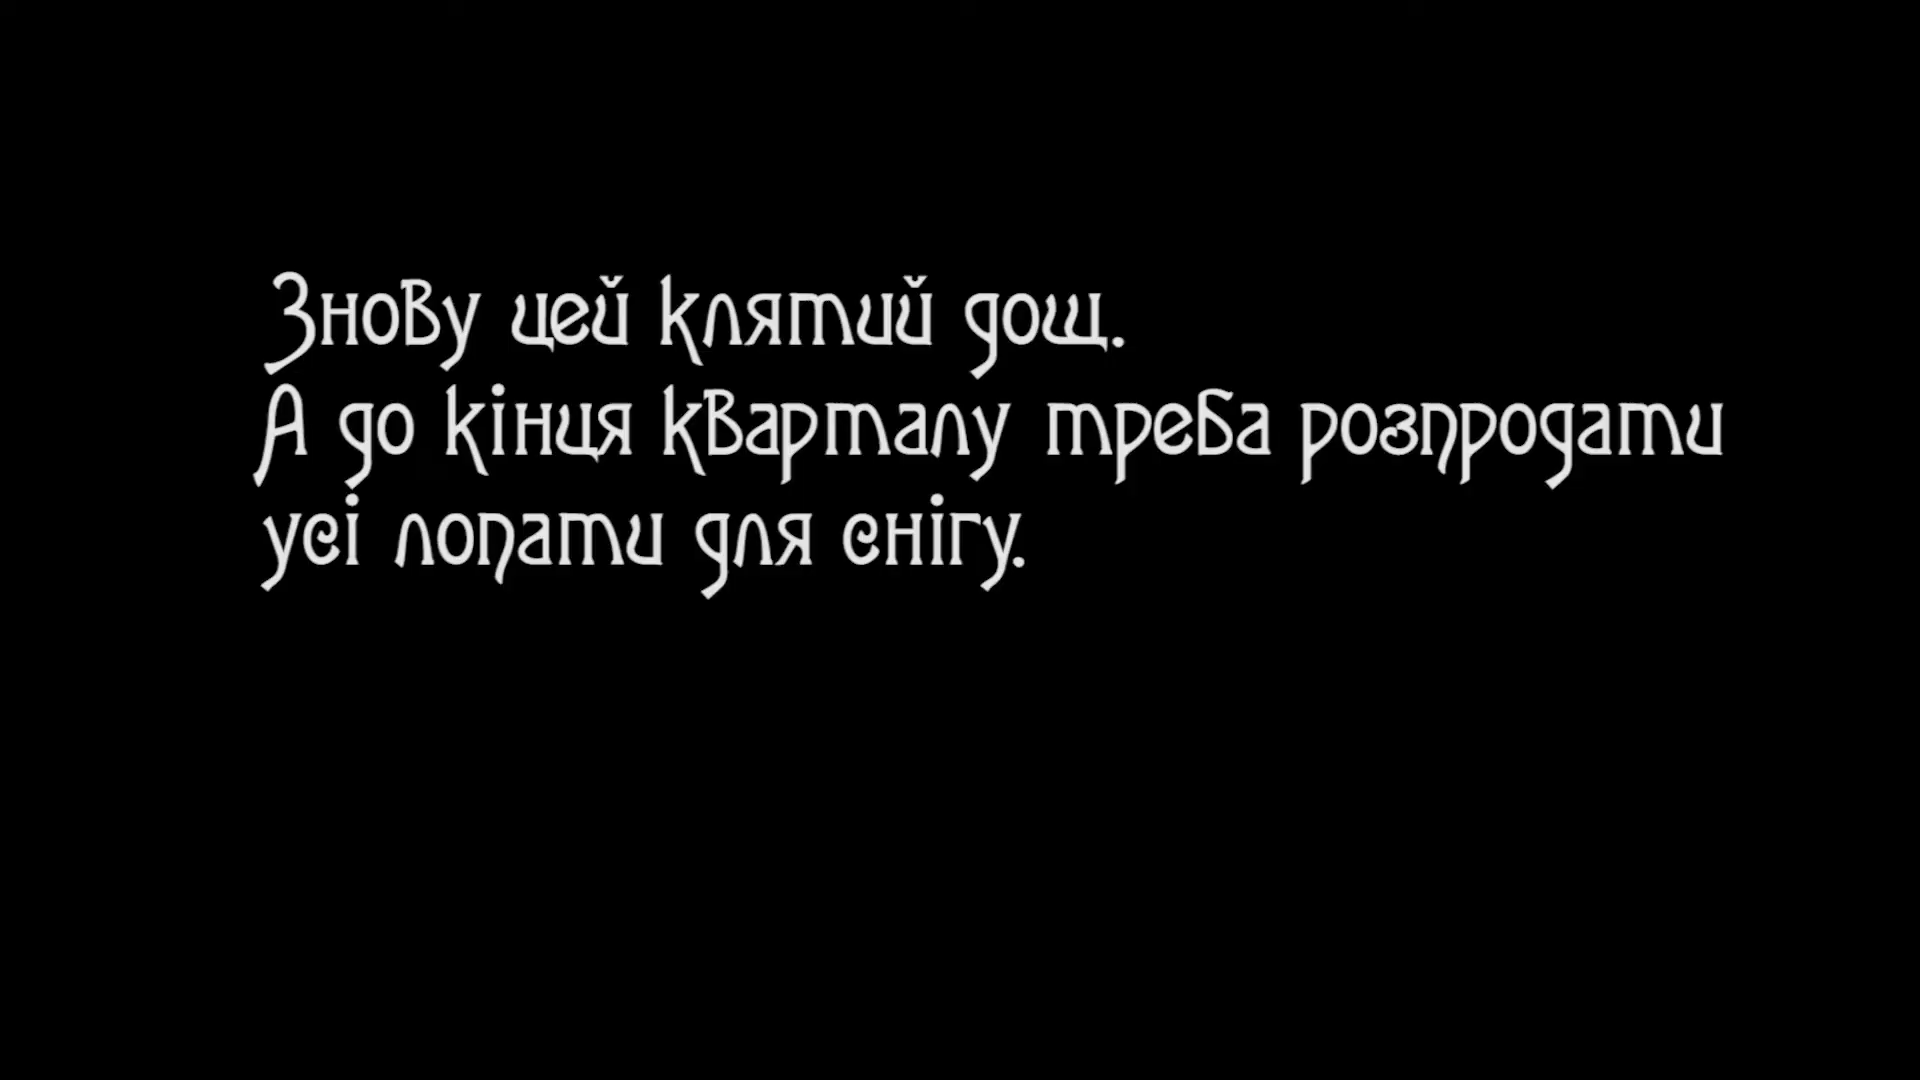 Знову цей клятий дощ.
А до кінця кварталу треба розпродати
усі лопати для снігу.